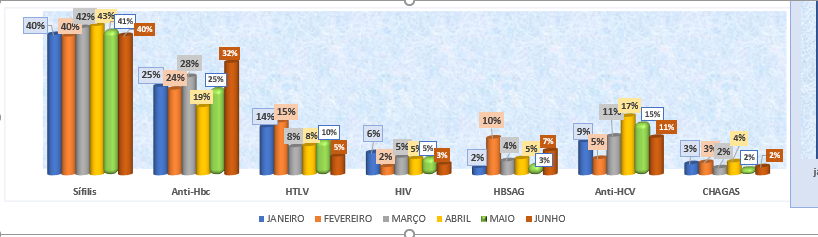 40% 40% 42% 43% 41% 40%
25% 24% 28% 19% 25% 32%
14% 15% 8% 8% 10% 5%
6% 2% 5% 5% 5% 3%
2% 10% 4% 5% 3% 7%
9% 5% 11% 17% 15% 11%
3% 3% 2% 4% 2% 2%
Sífilis Anti-Hbc HTLV HIV HBSAG Anti-HCV CHAGAS
JANEIRO FEVEREIRO MARÇO ABRIL MAIO JUNHO